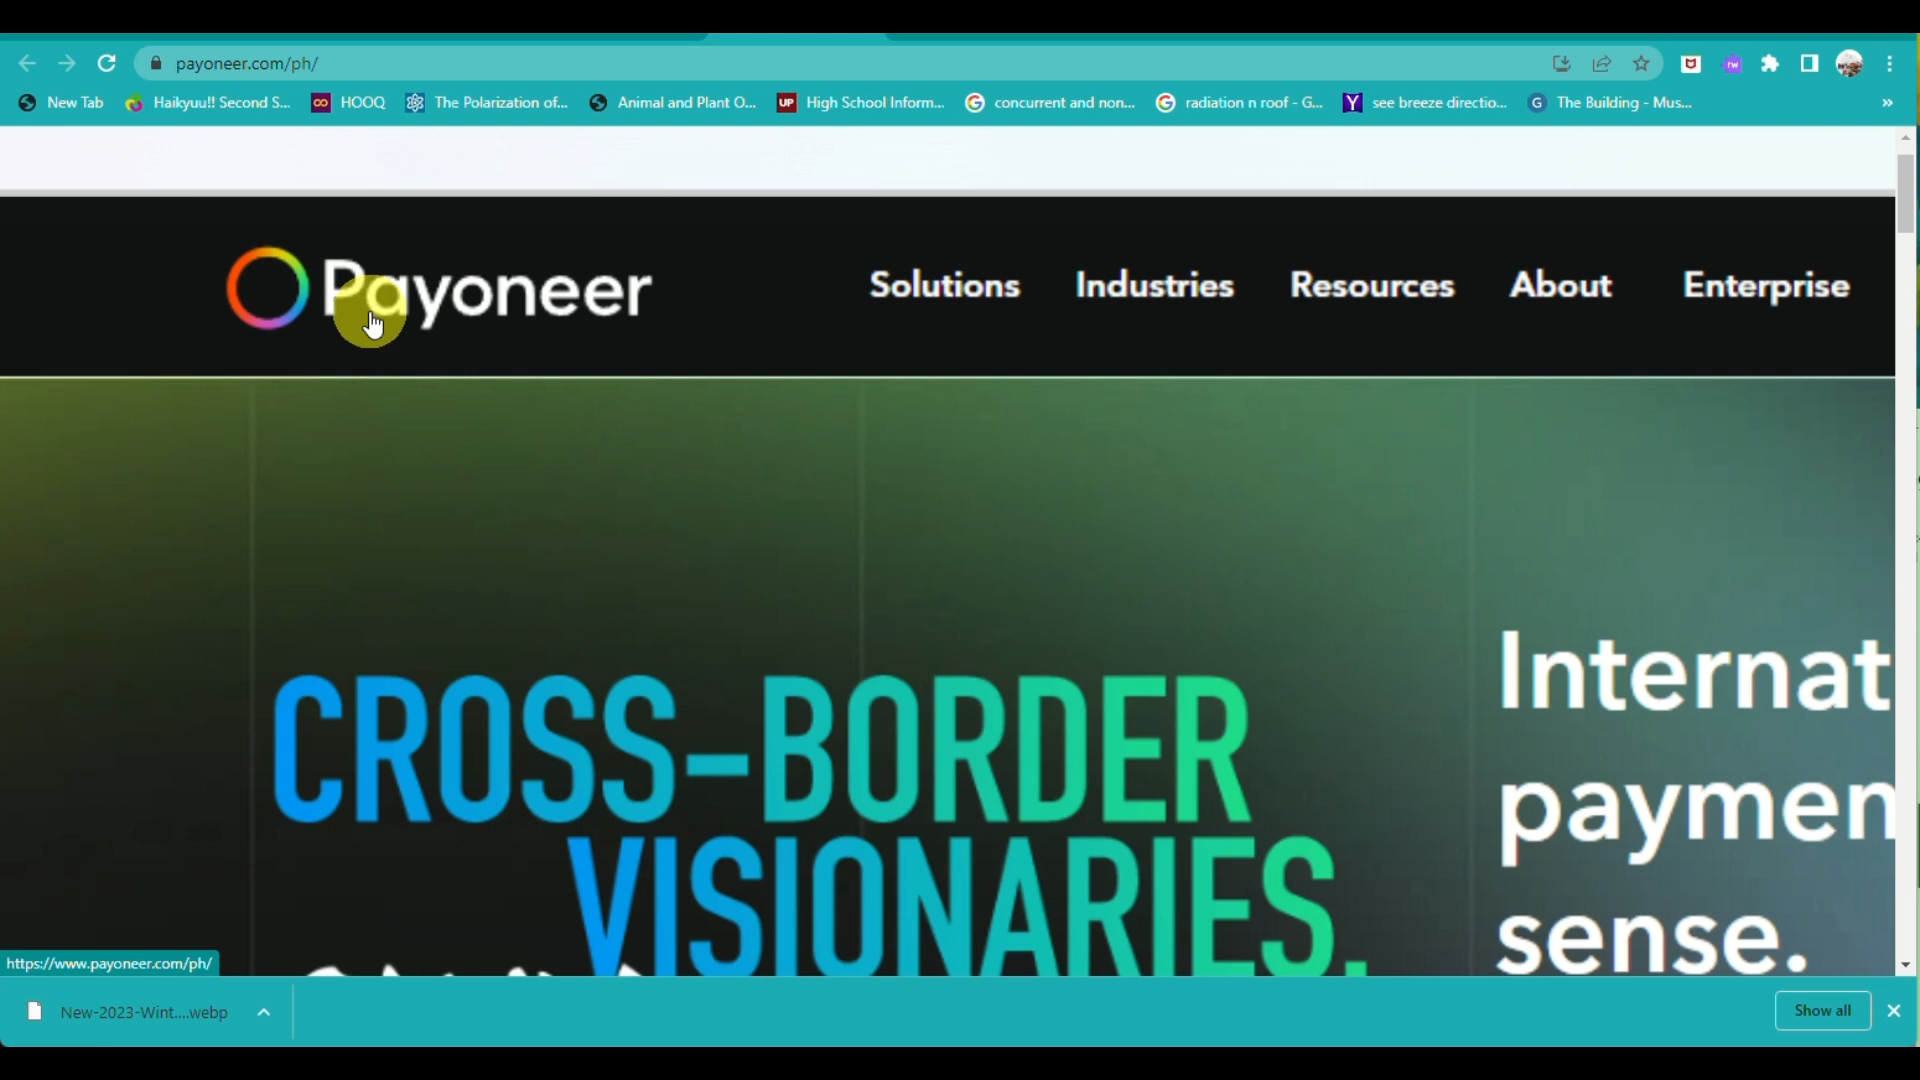 payoneer.com/ph/
New Tab
Haikyuu!! Second S...
HOOQ
The Polarization of...
Animal and Plant O...
UP
High School Inform...
concurrent and non...
radiation n roof - G...
Y
see breeze directio...
The Building - Mus...
»
Payoneer
Solutions
Industries
Resources
About
Enterprise
CROSS-BORDER
VISIONARIES.
Internat
paymen
sense.
https://www.payoneer.com/ph/
New-2023-Wint....webp
Show all